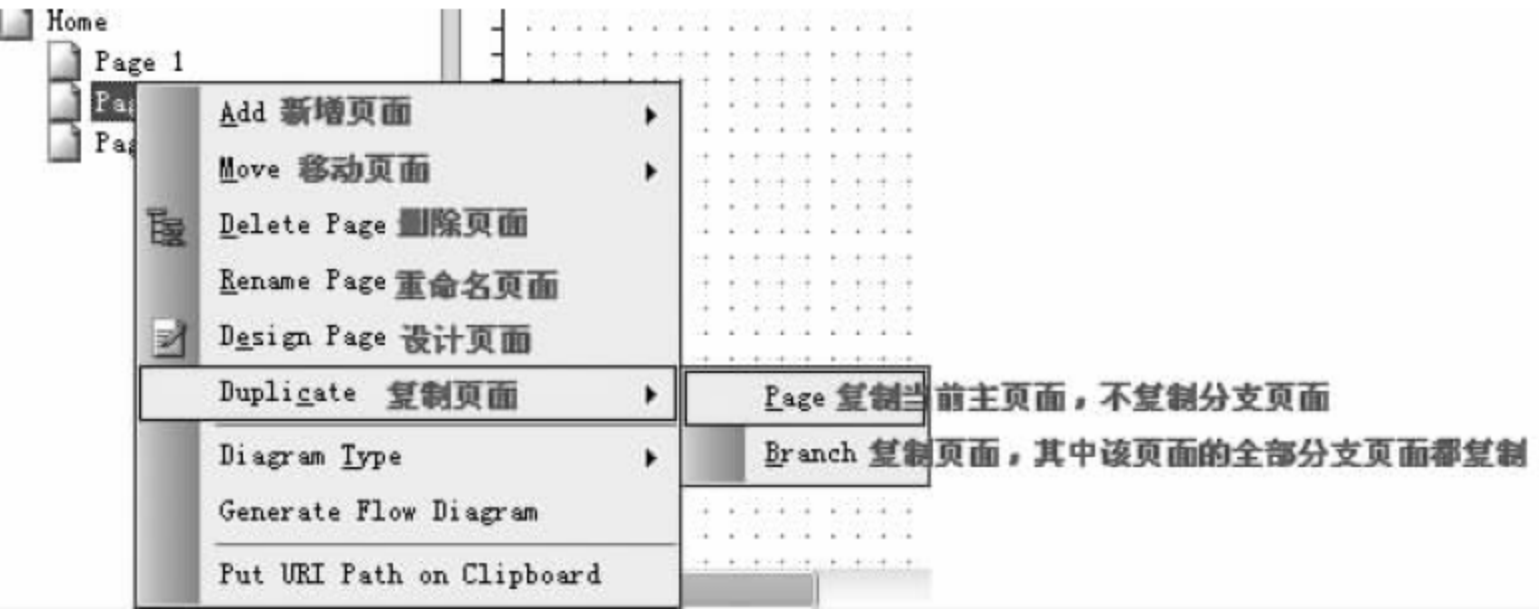 Home
Page 1
Add 新增页面
Move 移动页面
Delete Page 删除页面
Rename Page 重命名页面
Design Page 设计页面
Duplicate 复制页面
Page 复制当前主页面，不复制分支页面
Branch 复制页面，其中该页面的全部分支页面都复制
Diagram Type
Generate Flow Diagram
Put URI Path on Clipboard